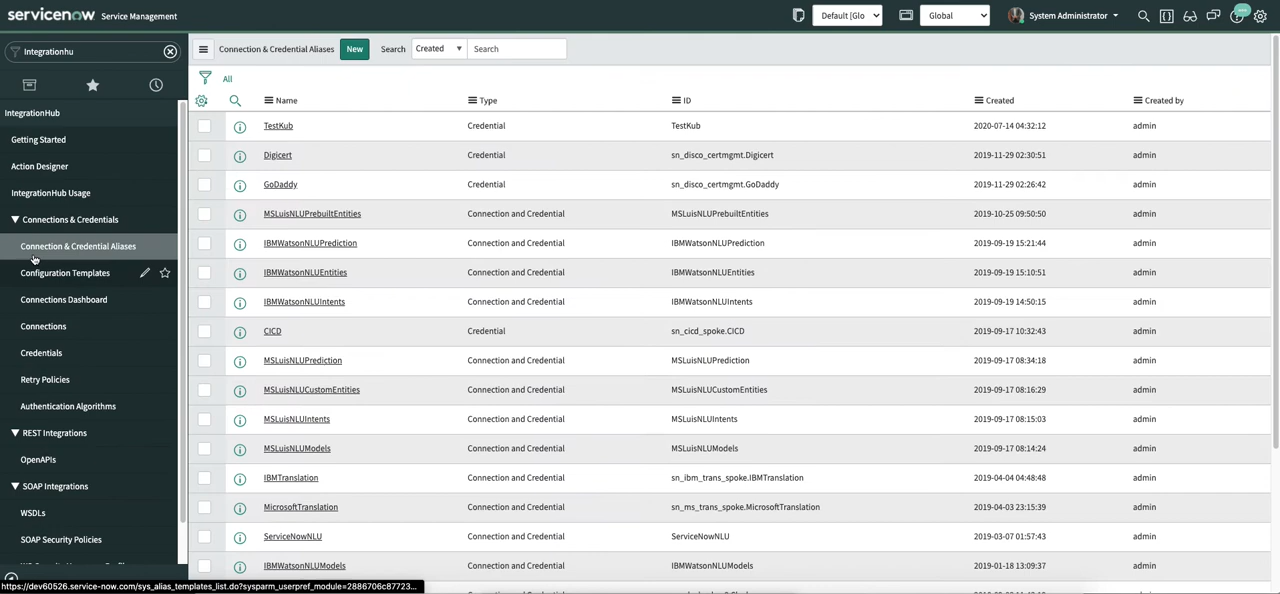 servicenow Service Management
Default [Glo
Global
System Administrator
Integrationhu
Connection & Credential Aliases New Search Created Search
All
Name Type ID Created Created by
IntegrationHub
Getting Started
Action Designer
IntegrationHub Usage
Connections & Credentials
Connection & Credential Aliases
Configuration Templates
Connections Dashboard
Connections
Credentials
Retry Policies
Authentication Algorithms
REST Integrations
OpenAPIs
SOAP Integrations
WSDLs
SOAP Security Policies
TestKub Credential TestKub 2020-07-14 04:32:12 admin
Digicert Credential sn_disco_certmgmt.Digicert 2019-11-29 02:30:51 admin
GoDaddy Credential sn_disco_certmgmt.GoDaddy 2019-11-29 02:26:42 admin
MSLuisNLUPrebuiltEntities Connection and Credential MSLuisNLUPrebuiltEntities 2019-10-25 09:50:50 admin
IBMWatsonNLUPrediction Connection and Credential IBMWatsonNLUPrediction 2019-09-19 15:21:44 admin
IBMWatsonNLUEntities Connection and Credential IBMWatsonNLUEntities 2019-09-19 15:10:51 admin
IBMWatsonNLUIntents Connection and Credential IBMWatsonNLUIntents 2019-09-19 14:50:15 admin
CICD Credential sn_cicd_spoke.CICD 2019-09-17 10:32:43 admin
MSLuisNLUPrediction Connection and Credential MSLuisNLUPrediction 2019-09-17 08:34:18 admin
MSLuisNLUCustomEntities Connection and Credential MSLuisNLUCustomEntities 2019-09-17 08:16:29 admin
MSLuisNLUIntents Connection and Credential MSLuisNLUIntents 2019-09-17 08:15:03 admin
MSLuisNLUModels Connection and Credential MSLuisNLUModels 2019-09-17 08:14:24 admin
IBMTranslation Connection and Credential sn_ibm_trans_spoke.IBMTranslation 2019-04-04 04:48:48 admin
MicrosoftTranslation Connection and Credential sn_ms_trans_spoke.MicrosoftTranslation 2019-04-03 23:15:39 admin
ServiceNowNLU Connection and Credential ServiceNowNLU 2019-03-07 01:57:43 admin
IBMWatsonNLUModels Connection and Credential IBMWatsonNLUModels 2019-01-18 13:09:37 admin
https://dev60526.service-now.com/sys_alias_templates_list.do?sysparm_userpref_module=2886706c87723...